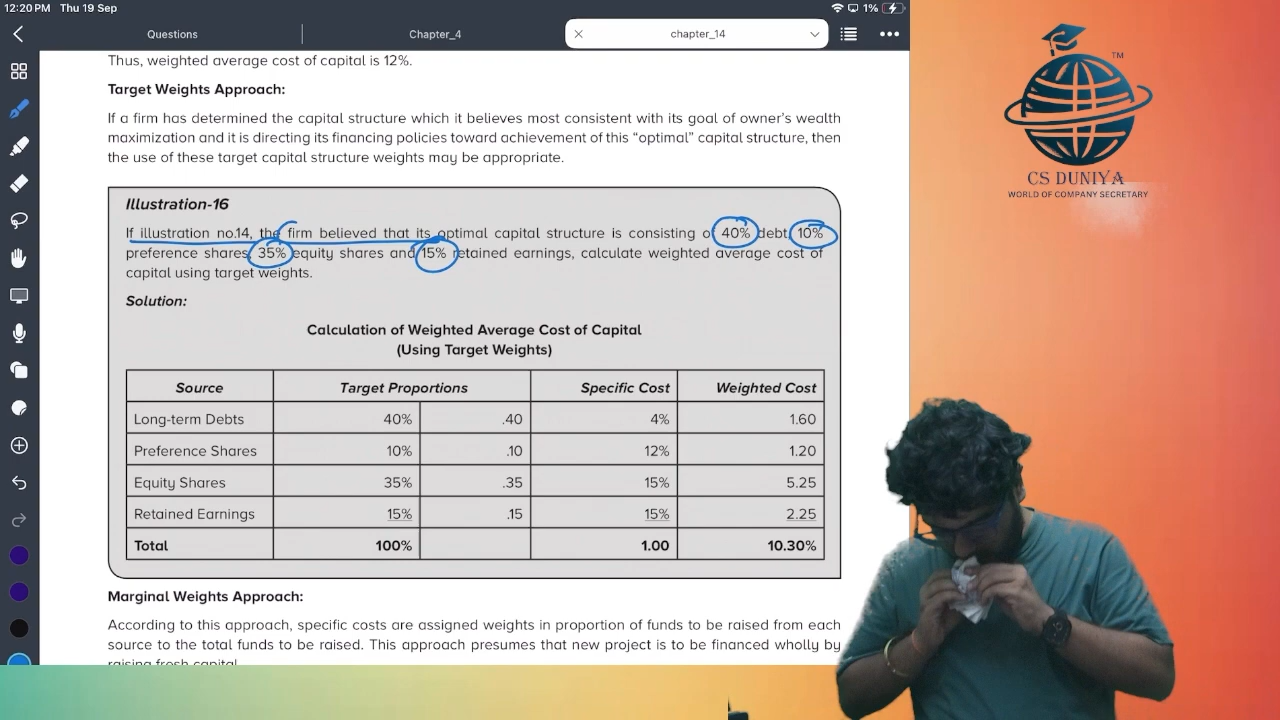 12:20 PM Thu 19 Sep
1%
Questions
Chapter_4
chapter_14
Thus, weighted average cost of capital is 12%.
Target Weights Approach:
If a firm has determined the capital structure which it believes most consistent with its goal of owner's wealth
maximization and it is directing its financing policies toward achievement of this "optimal" capital structure, then
the use of these target capital structure weights may be appropriate.
Illustration-16
If illustration no.14, the firm believed that its optimal capital structure is consisting of 40% debt, 10%
preference shares, 35% equity shares and 15% retained earnings, calculate weighted average cost of
capital using target weights.
Solution:
Calculation of Weighted Average Cost of Capital
(Using Target Weights)
Source Target Proportions Specific Cost Weighted Cost
Long-term Debts 40% .40 4% 1.60
Preference Shares 10% .10 12% 1.20
Equity Shares 35% .35 15% 5.25
Retained Earnings 15% .15 15% 2.25
Total 100% 1.00 10.30%
Marginal Weights Approach:
According to this approach, specific costs are assigned weights in proportion of funds to be raised from each
source to the total funds to be raised. This approach presumes that new project is to be financed wholly by
raising fresh capital.
TM
CS DUNIYA
WORLD OF COMPANY SECRETARY